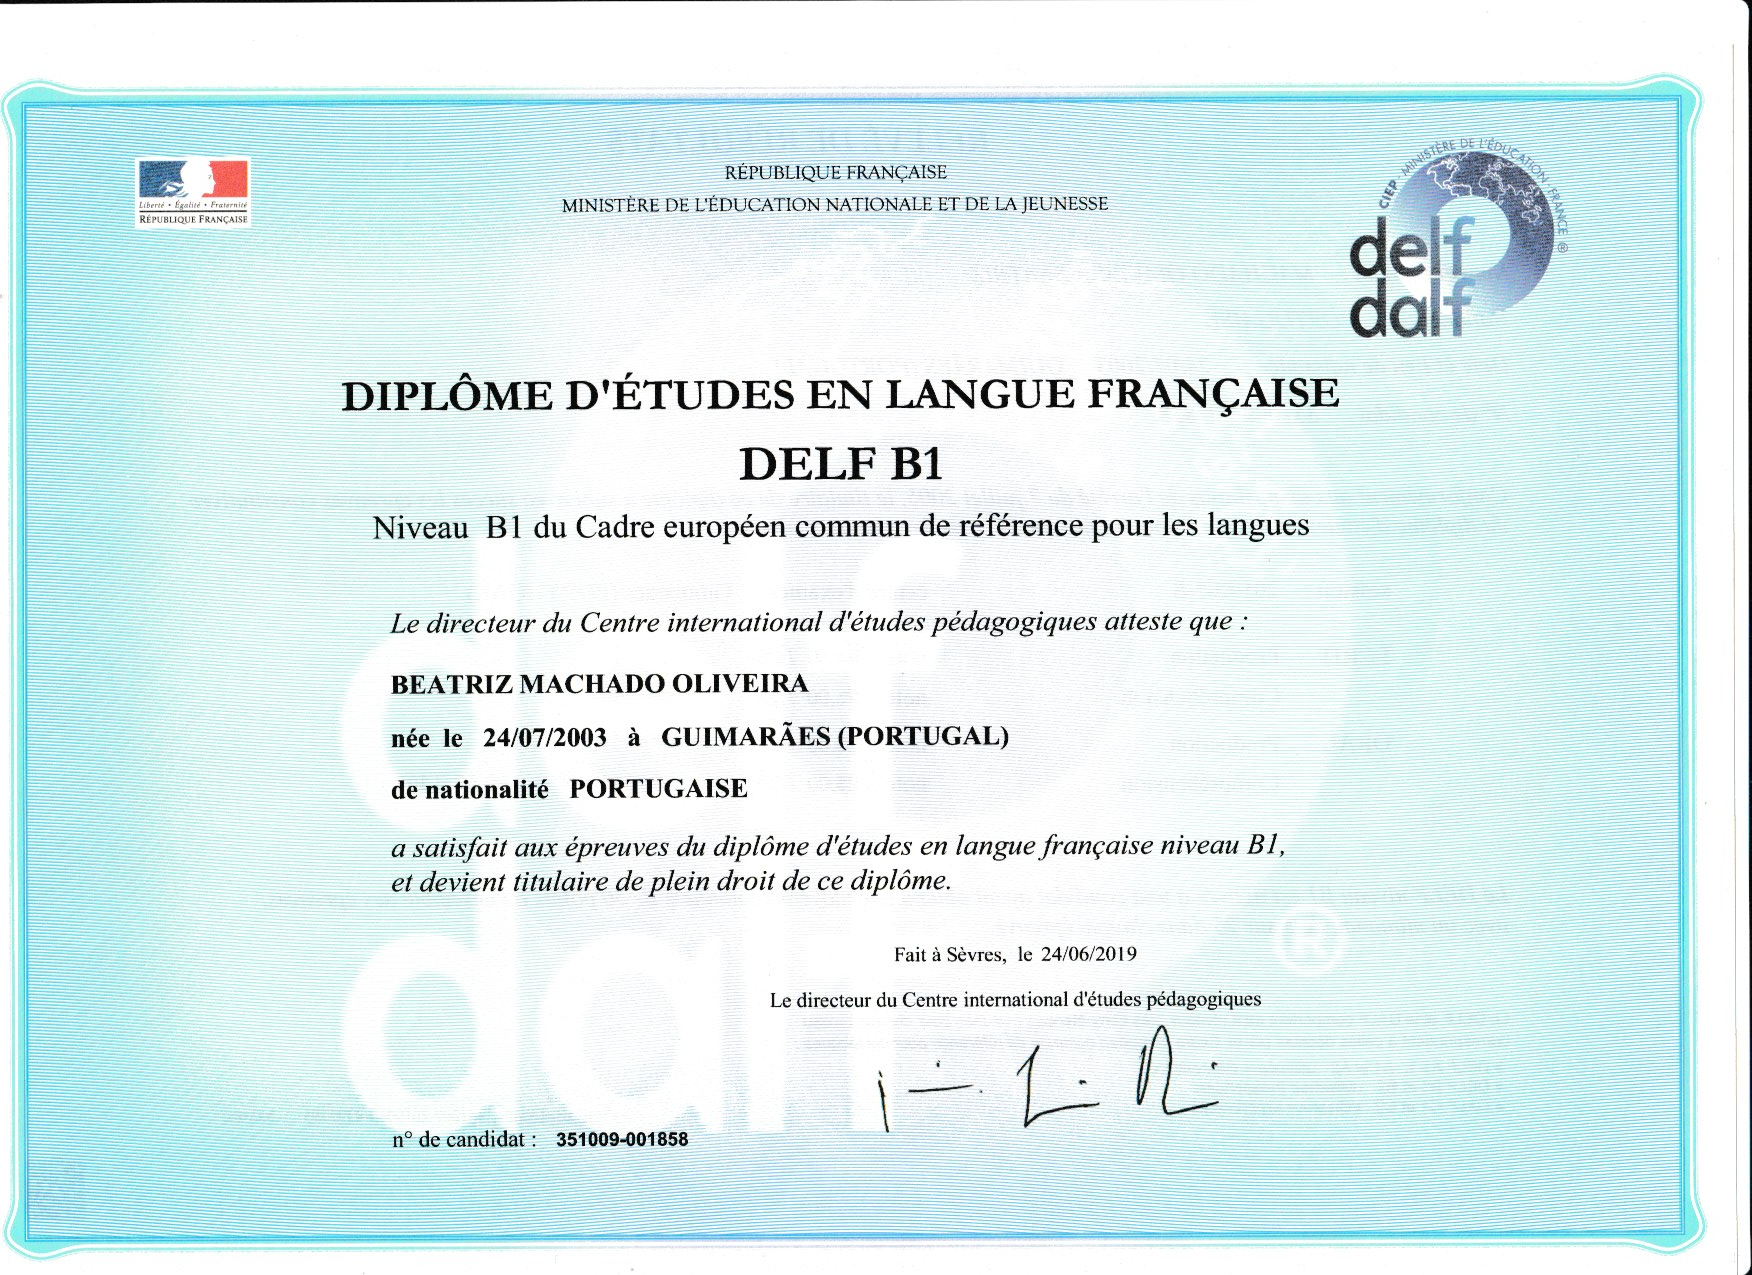 Liberté • Égalité • Fraternité
RÉPUBLIQUE FRANÇAISE
RÉPUBLIQUE FRANÇAISE
MINISTÈRE DE L'ÉDUCATION NATIONALE ET DE LA JEUNESSE
CIEP · MINISTÈRE DE L'ÉDUCATION · FRANCE ®
delf
dalf
DIPLÔME D'ÉTUDES EN LANGUE FRANÇAISE
DELF B1
Niveau B1 du Cadre européen commun de référence pour les langues
Le directeur du Centre international d'études pédagogiques atteste que :
BEATRIZ MACHADO OLIVEIRA
née le 24/07/2003 à GUIMARÃES (PORTUGAL)
de nationalité PORTUGAISE
a satisfait aux épreuves du diplôme d'études en langue française niveau B1,
et devient titulaire de plein droit de ce diplôme.
Fait à Sèvres, le 24/06/2019
Le directeur du Centre international d'études pédagogiques
n° de candidat : 351009-001858
delf
dalf
®